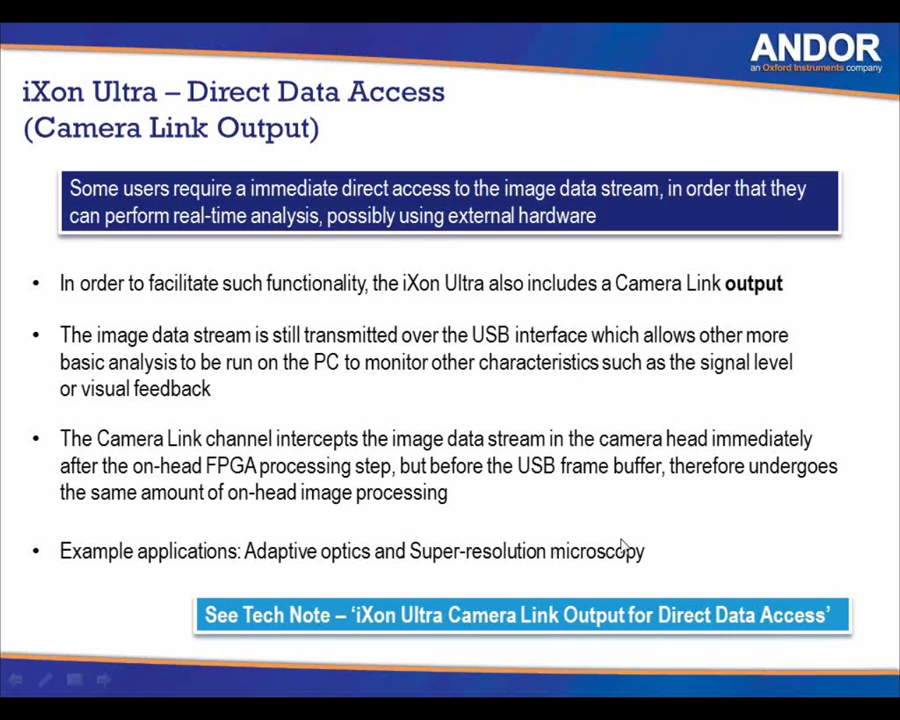 ANDOR
an Oxford Instruments company
iXon Ultra – Direct Data Access
(Camera Link Output)
Some users require a immediate direct access to the image data stream, in order that they
can perform real-time analysis, possibly using external hardware
• In order to facilitate such functionality, the iXon Ultra also includes a Camera Link output
• The image data stream is still transmitted over the USB interface which allows other more
basic analysis to be run on the PC to monitor other characteristics such as the signal level
or visual feedback
• The Camera Link channel intercepts the image data stream in the camera head immediately
after the on-head FPGA processing step, but before the USB frame buffer, therefore undergoes
the same amount of on-head image processing
• Example applications: Adaptive optics and Super-resolution microscopy
See Tech Note – ‘iXon Ultra Camera Link Output for Direct Data Access’